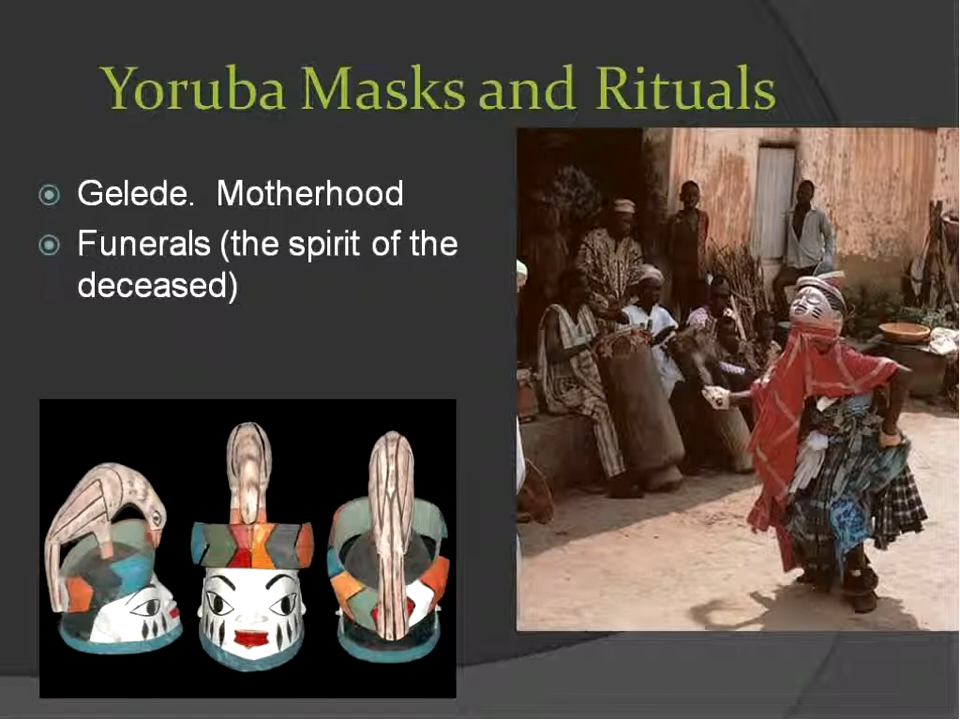 Yoruba Masks and Rituals
Gelede.  Motherhood
Funerals (the spirit of the
deceased)